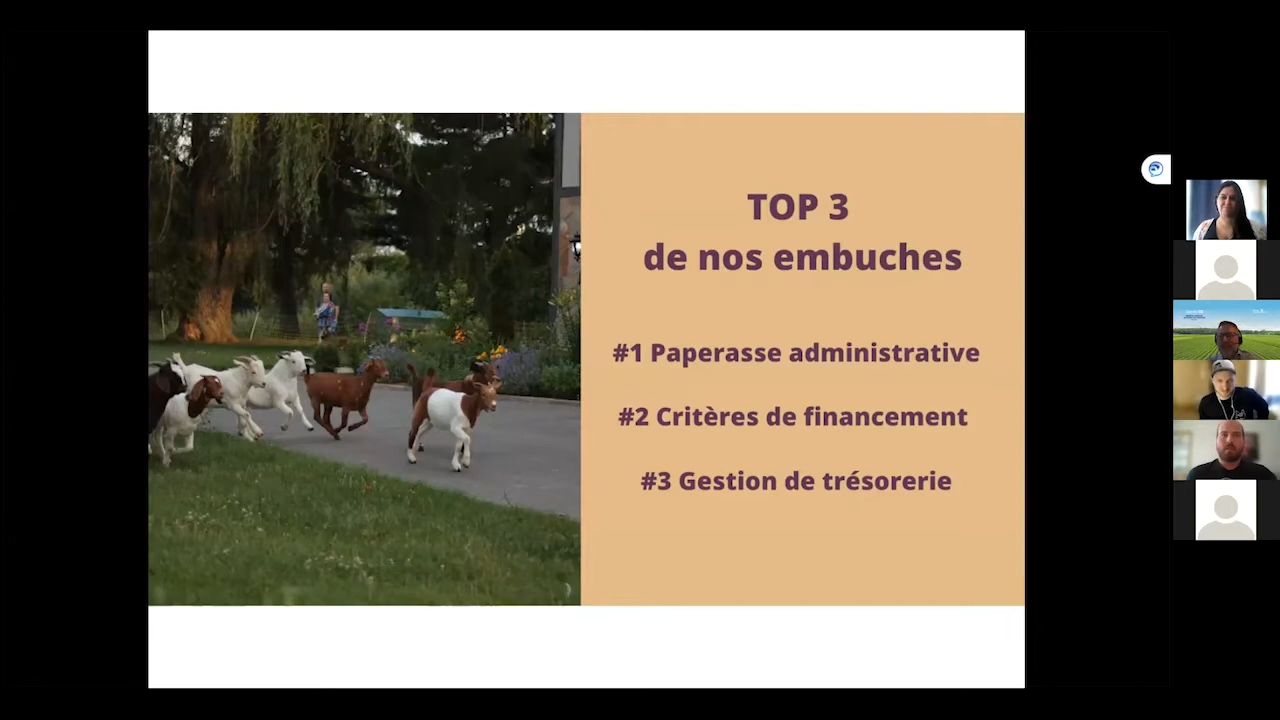 TOP 3
de nos embuches
#1 Paperasse administrative
#2 Critères de financement
#3 Gestion de trésorerie